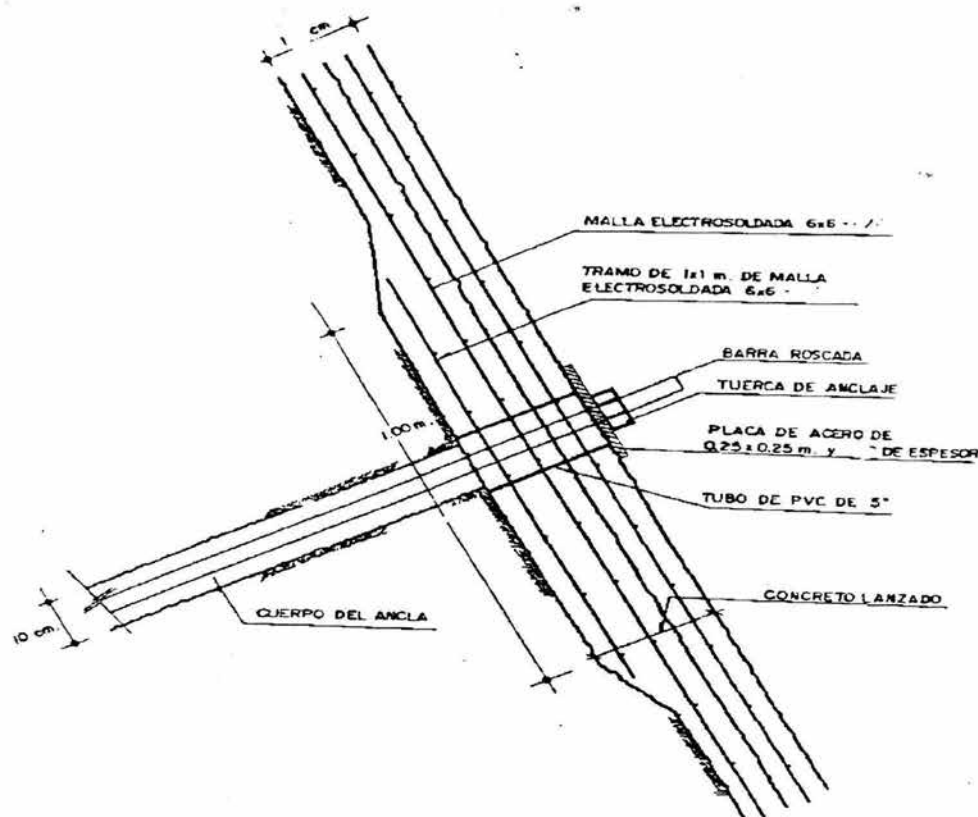 1 cm
MALLA ELECTROSOLDADA 6x6
TRAMO DE 1x1 m. DE MALLA
ELECTROSOLDADA 6x6 -
BARRA ROSCADA
TUERCA DE ANCLAJE
1.00 m.
PLACA DE ACERO DE
0.25 x 0.25 m. y DE ESPESOR
TUBO DE PVC DE 5"
CONCRETO LANZADO
CUERPO DEL ANCLA
10 cm.